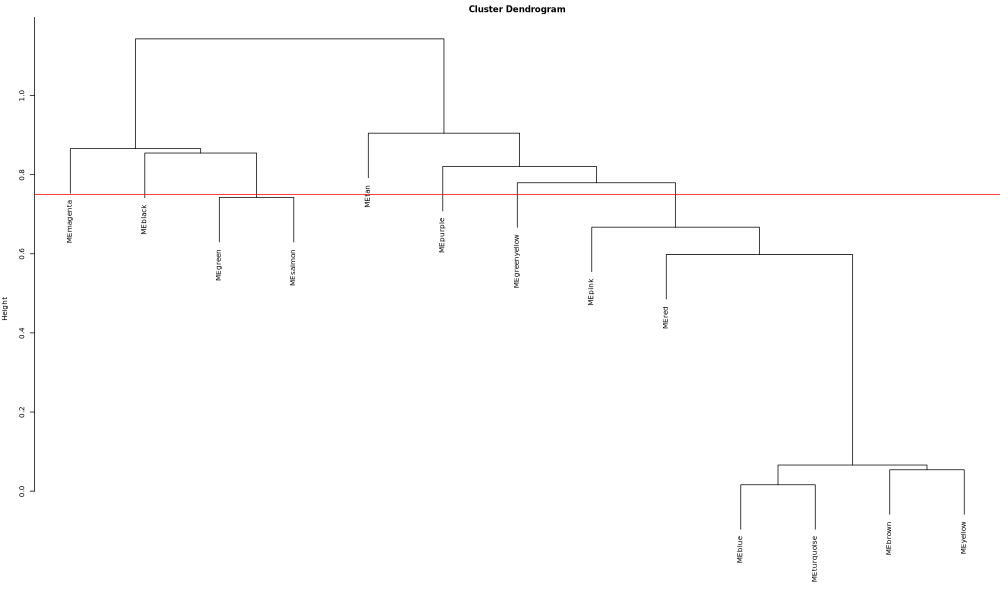 Cluster Dendrogram
Height
1.0
0.8
0.6
0.4
0.2
0.0
MEmagenta
MEblack
MEgreen
MEsalmon
MEtan
MEpurple
MEgreenyellow
MEpink
MEred
MEblue
MEturquoise
MEbrown
MEyellow